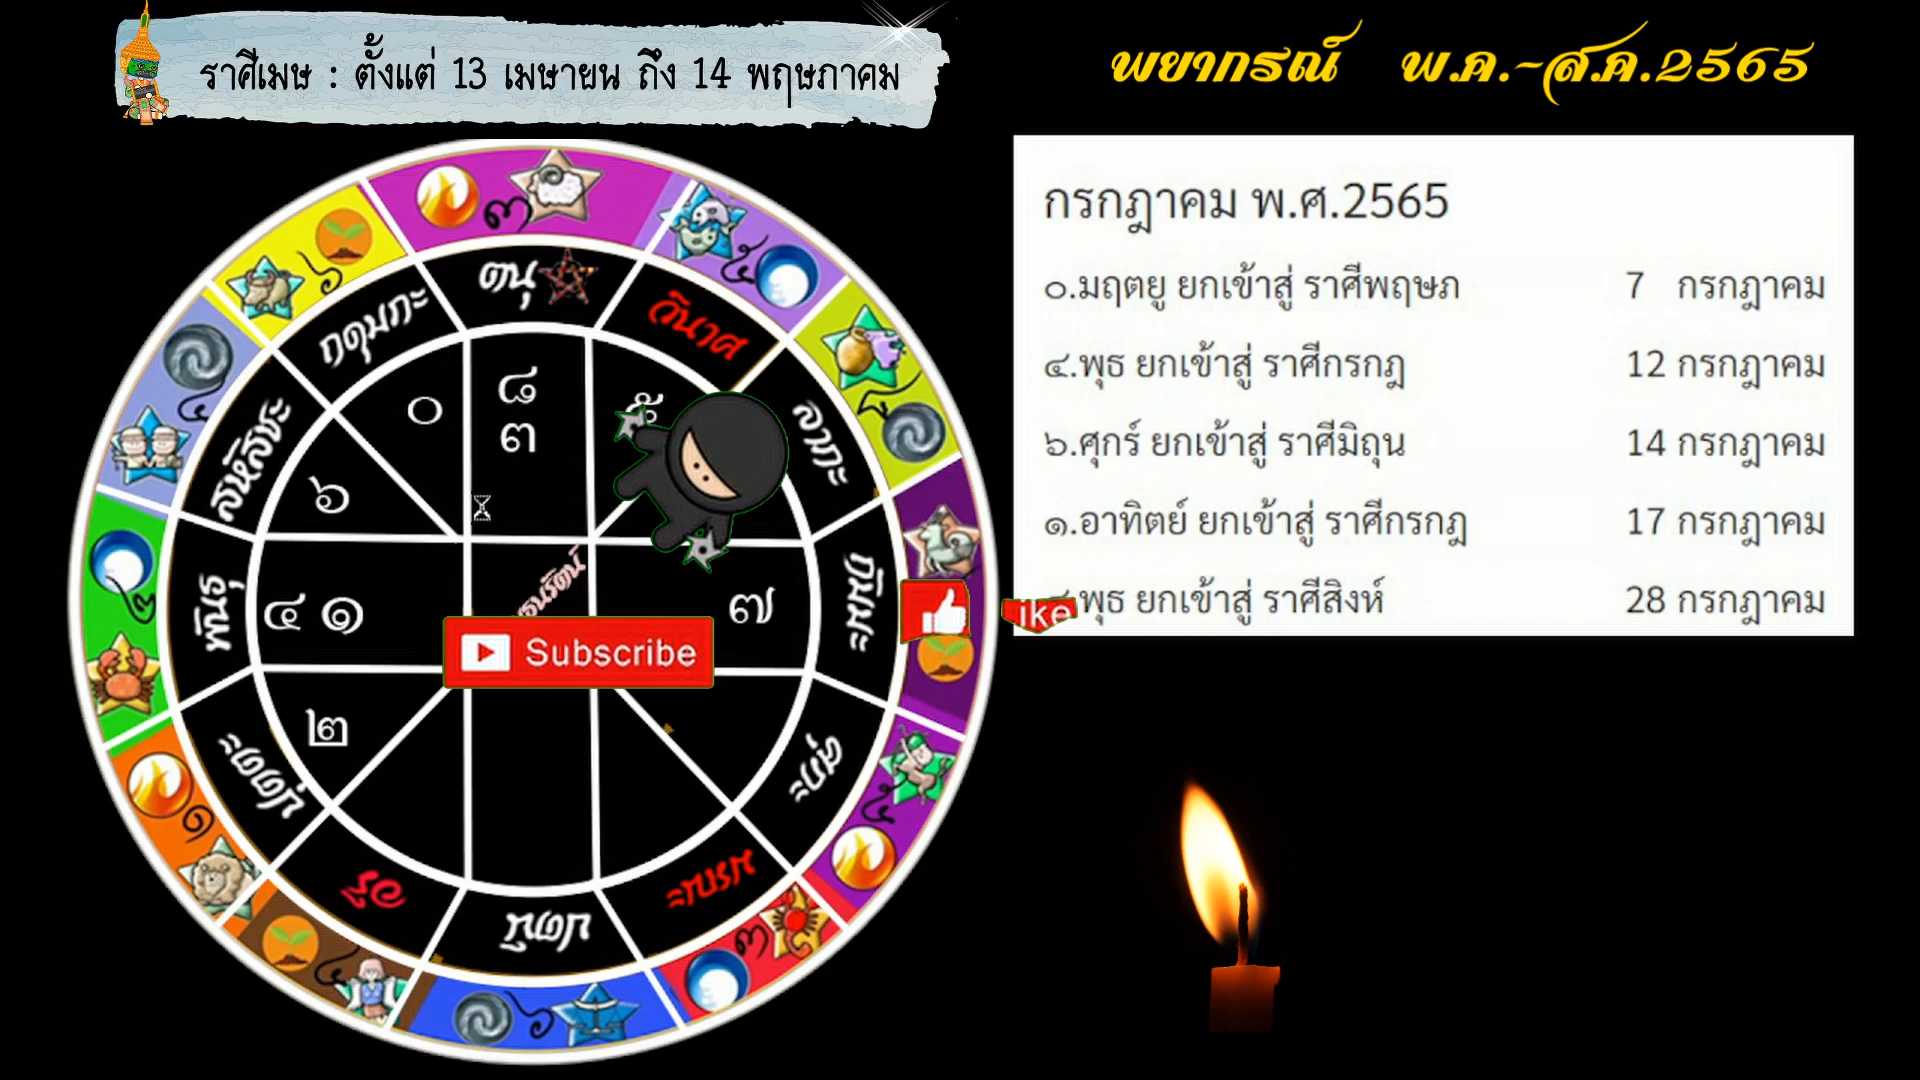 ราศีเมษ : ตั้งแต่ 13 เมษายน ถึง 14 พฤษภาคม
พยากรณ์ พ.ค.-ส.ค.2565
กรกฎาคม พ.ศ.2565
๐.มฤตยู ยกเข้าสู่ ราศีพฤษภ 7 กรกฎาคม
๔.พุธ ยกเข้าสู่ ราศีกรกฎ 12 กรกฎาคม
๖.ศุกร์ ยกเข้าสู่ ราศีมิถุน 14 กรกฎาคม
๑.อาทิตย์ ยกเข้าสู่ ราศีกรกฎ 17 กรกฎาคม
พุธ ยกเข้าสู่ ราศีสิงห์ 28 กรกฎาคม
๓
๖ ๕
ตนุ
กดุมภะ วินาศ
๘
๐ ๕
๓
ลาภะ
สหัชชะ
๖
พันธุ ๔ ๑ ๗
๒
Subscribe
ike
ปุตตะ
๑
อริ มรณะ
ปัตนิ
๓
๖